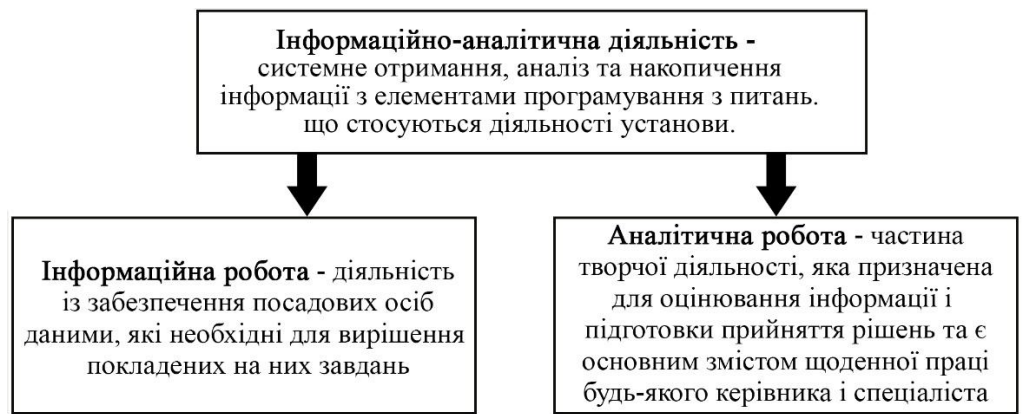 Інформаційно-аналітична діяльність -
системне отримання, аналіз та накопичення
інформації з елементами програмування з питань.
що стосуються діяльності установи.
Інформаційна робота - діяльність
із забезпечення посадових осіб
даними, які необхідні для вирішення
покладених на них завдань
Аналітична робота - частина
творчої діяльності, яка призначена
для оцінювання інформації і
підготовки прийняття рішень та є
основним змістом щоденної праці
будь-якого керівника і спеціаліста